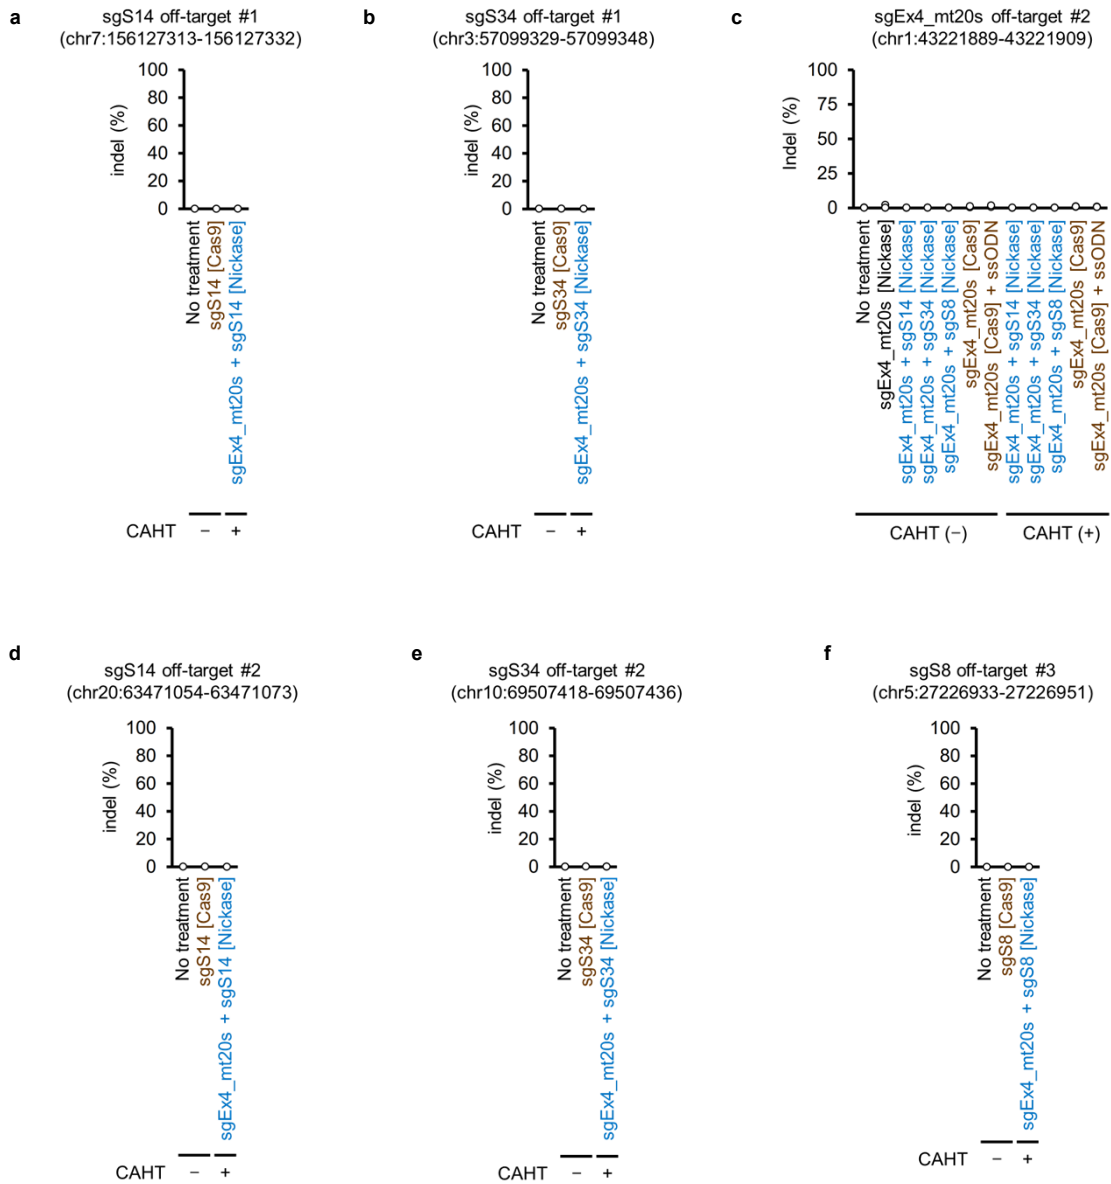 a
sgS14 off-target #1
(chr7:156127313-156127332)
indel (%)
100
80
60
40
20
0
No treatment
sgS14 [Cas9]
sgEx4_mt20s + sgS14 [Nickase]
CAHT
−
+
b
sgS34 off-target #1
(chr3:57099329-57099348)
indel (%)
100
80
60
40
20
0
No treatment
sgS34 [Cas9]
sgEx4_mt20s + sgS34 [Nickase]
CAHT
−
+
c
sgEx4_mt20s off-target #2
(chr1:43221889-43221909)
Indel (%)
100
75
50
25
0
No treatment
sgEx4_mt20s [Nickase]
sgEx4_mt20s + sgS14 [Nickase]
sgEx4_mt20s + sgS34 [Nickase]
sgEx4_mt20s + sgS8 [Nickase]
sgEx4_mt20s [Cas9]
sgEx4_mt20s [Cas9] + ssODN
sgEx4_mt20s + sgS14 [Nickase]
sgEx4_mt20s + sgS34 [Nickase]
sgEx4_mt20s + sgS8 [Nickase]
sgEx4_mt20s [Cas9]
sgEx4_mt20s [Cas9] + ssODN
CAHT (−)
CAHT (+)
d
sgS14 off-target #2
(chr20:63471054-63471073)
indel (%)
100
80
60
40
20
0
No treatment
sgS14 [Cas9]
sgEx4_mt20s + sgS14 [Nickase]
CAHT
−
+
e
sgS34 off-target #2
(chr10:69507418-69507436)
indel (%)
100
80
60
40
20
0
No treatment
sgS34 [Cas9]
sgEx4_mt20s + sgS34 [Nickase]
CAHT
−
+
f
sgS8 off-target #3
(chr5:27226933-27226951)
indel (%)
100
80
60
40
20
0
No treatment
sgS8 [Cas9]
sgEx4_mt20s + sgS8 [Nickase]
CAHT
−
+